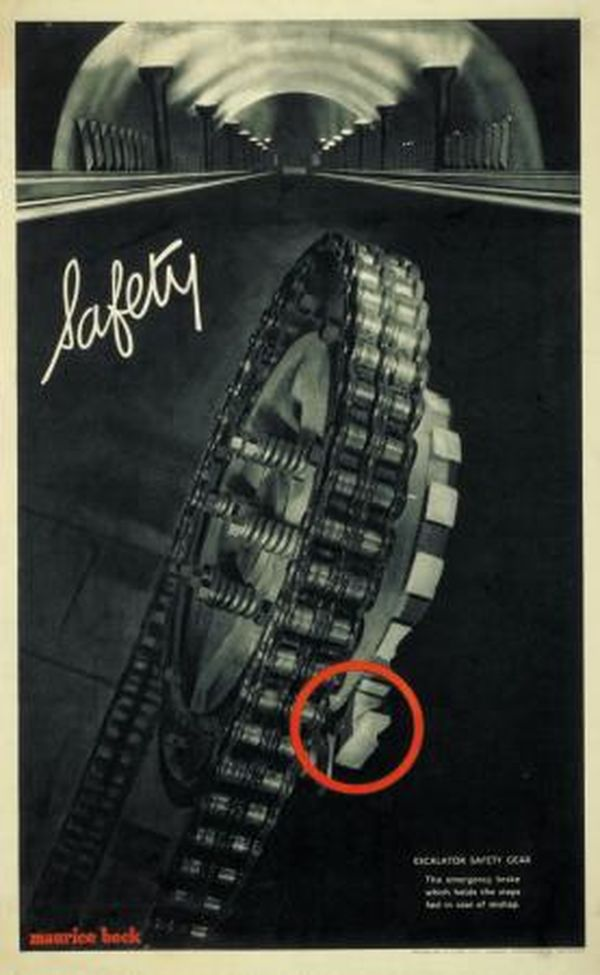 Safety
ESCALATOR SAFETY GEAR
The emergency brake
which holds the steps
fast in case of mishap.
maurice beck